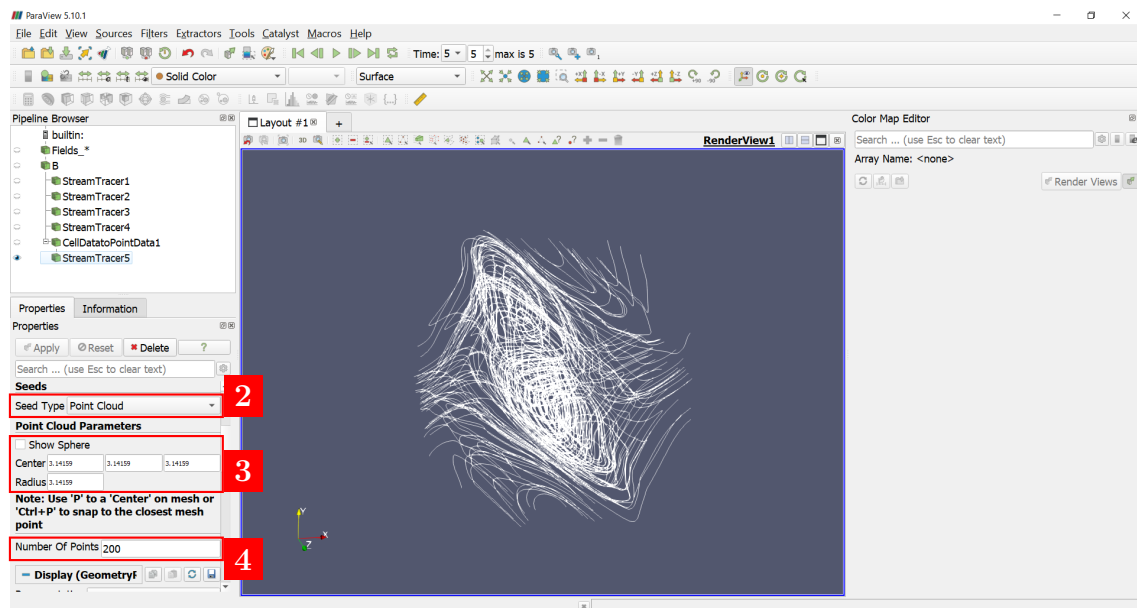 ParaView 5.10.1
File Edit View Sources Filters Extractors Tools Catalyst Macros Help
Time: 5 5 max is 5
Solid Color Surface
Pipeline Browser
Layout #1 +
Color Map Editor
builtin:
3D
RenderView1
Search ... (use Esc to clear text)
Fields_*
B
Array Name: <none>
StreamTracer1
Render Views
StreamTracer2
StreamTracer3
StreamTracer4
CellDatatoPointData1
StreamTracer5
Properties Information
Properties
Apply Reset Delete ?
Search ... (use Esc to clear text)
Seeds
Seed Type Point Cloud
2
Point Cloud Parameters
Show Sphere
Center 3.14159 3.14159 3.14159
3
Radius 3.14159
Note: Use 'P' to a 'Center' on mesh or
'Ctrl+P' to snap to the closest mesh
point
Number Of Points 200
4
Display (GeometryF
Y
X
Z